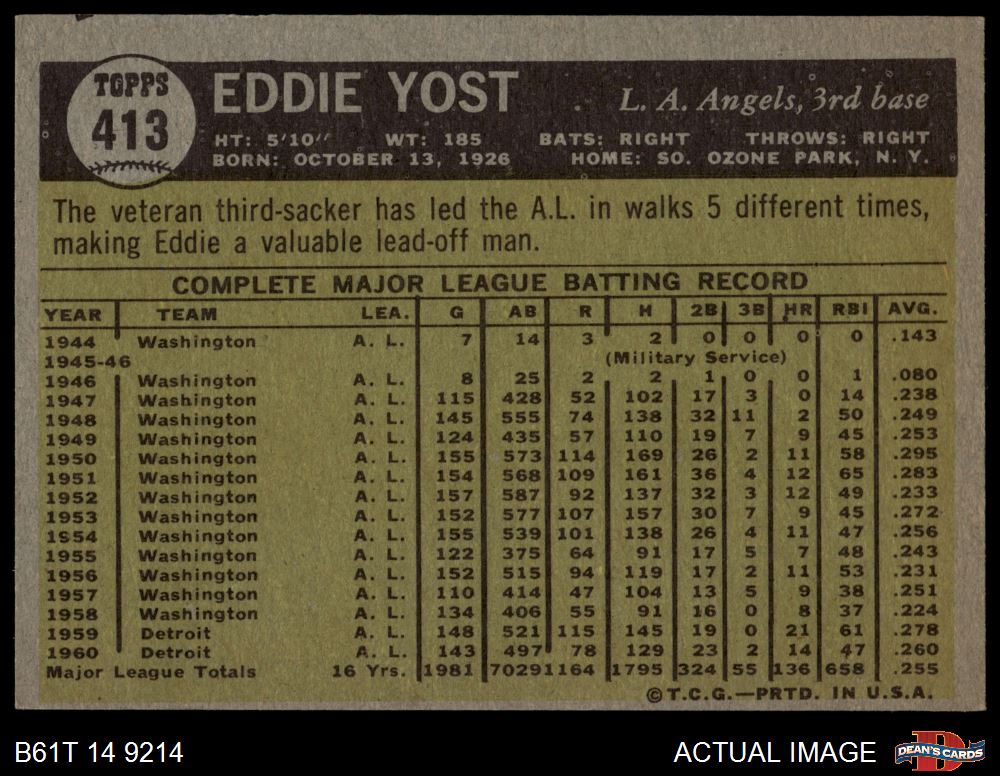 TOPPS
413
EDDIE YOST
L. A. Angels, 3rd base
HT: 5'10" WT: 185 BATS: RIGHT THROWS: RIGHT
BORN: OCTOBER 13, 1926 HOME: SO. OZONE PARK, N. Y.
The veteran third-sacker has led the A.L. in walks 5 different times,
making Eddie a valuable lead-off man.
COMPLETE MAJOR LEAGUE BATTING RECORD
YEAR TEAM LEA. G AB R H 2B 3B HR RBI AVG.
1944 Washington A. L. 7 14 3 2 0 0 0 0 .143
1945-46 (Military Service)
1946 Washington A. L. 8 25 2 2 1 0 0 1 .080
1947 Washington A. L. 115 428 52 102 17 3 0 14 .238
1948 Washington A. L. 145 555 74 138 32 11 2 50 .249
1949 Washington A. L. 124 435 57 110 19 7 9 45 .253
1950 Washington A. L. 155 573 114 169 26 2 11 58 .295
1951 Washington A. L. 154 568 109 161 36 4 12 65 .283
1952 Washington A. L. 157 587 92 137 32 3 12 49 .233
1953 Washington A. L. 152 577 107 157 30 7 9 45 .272
1954 Washington A. L. 155 539 101 138 26 4 11 47 .256
1955 Washington A. L. 122 375 64 91 17 5 7 48 .243
1956 Washington A. L. 152 515 94 119 17 2 11 53 .231
1957 Washington A. L. 110 414 47 104 13 5 9 38 .251
1958 Washington A. L. 134 406 55 91 16 0 8 37 .224
1959 Detroit A. L. 148 521 115 145 19 0 21 61 .278
1960 Detroit A. L. 143 497 78 129 23 2 14 47 .260
Major League Totals 16 Yrs. 1981 7029 1164 1795 324 55 136 658 .255
©T.C.G.—PRTD. IN U.S.A.
B61T 14 9214 ACTUAL IMAGE
D
DEAN'S CARDS